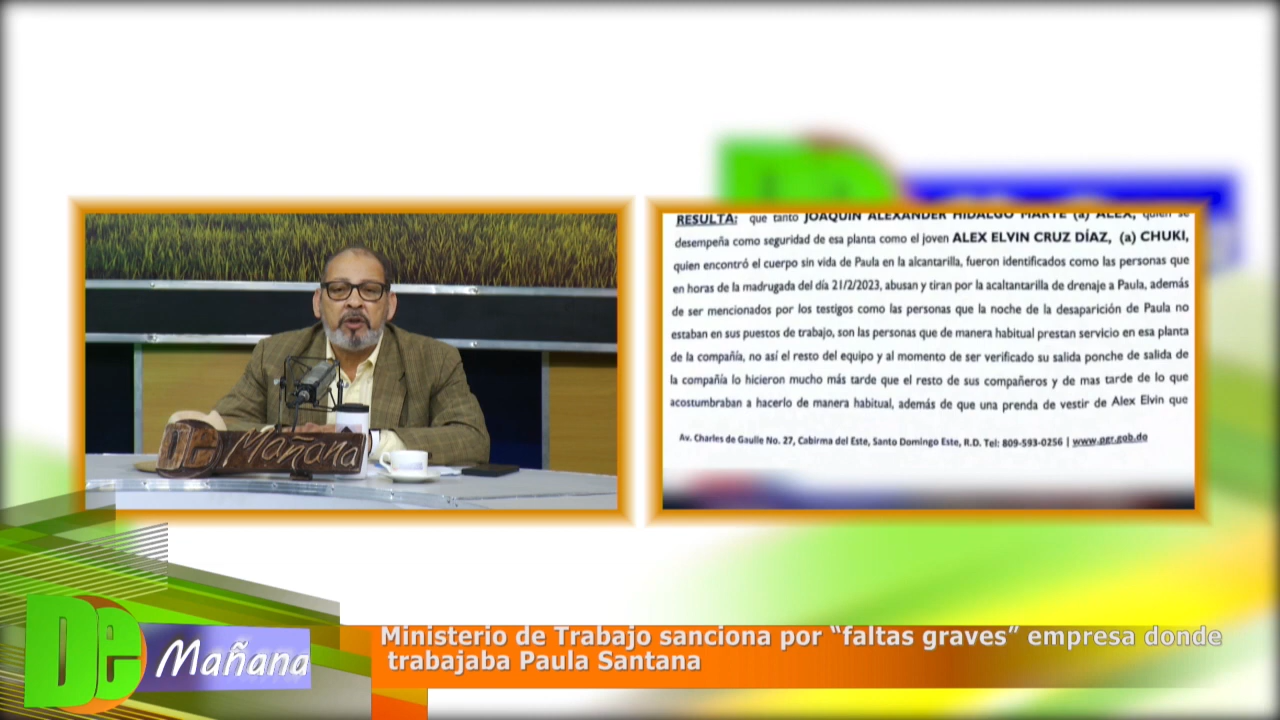 De Mañana
RESULTA: que tanto JOAQUIN ALEXANDER HIDALGO MARTE (a) ALEX, quien se
desempeña como seguridad de esa planta como el joven ALEX ELVIN CRUZ DÍAZ, (a) CHUKI,
quien encontró el cuerpo sin vida de Paula en la alcantarilla, fueron identificados como las personas que
en horas de la madrugada del día 21/2/2023, abusan y tiran por la acaltantarilla de drenaje a Paula, además
de ser mencionados por los testigos como las personas que la noche de la desaparición de Paula no
estaban en sus puestos de trabajo, son las personas que de manera habitual prestan servicio en esa planta
de la compañía, no así el resto del equipo y al momento de ser verificado su salida ponche de salida de
la compañía lo hicieron mucho más tarde que el resto de sus compañeros y de mas tarde de lo que
acostumbraban a hacerlo de manera habitual, además de que una prenda de vestir de Alex Elvin que
Av. Charles de Gaulle No. 27, Cabirma del Este, Santo Domingo Este, R.D. Tel: 809-593-0256 | www.pgr.gob.do
De Mañana
Ministerio de Trabajo sanciona por “faltas graves” empresa donde
trabajaba Paula Santana